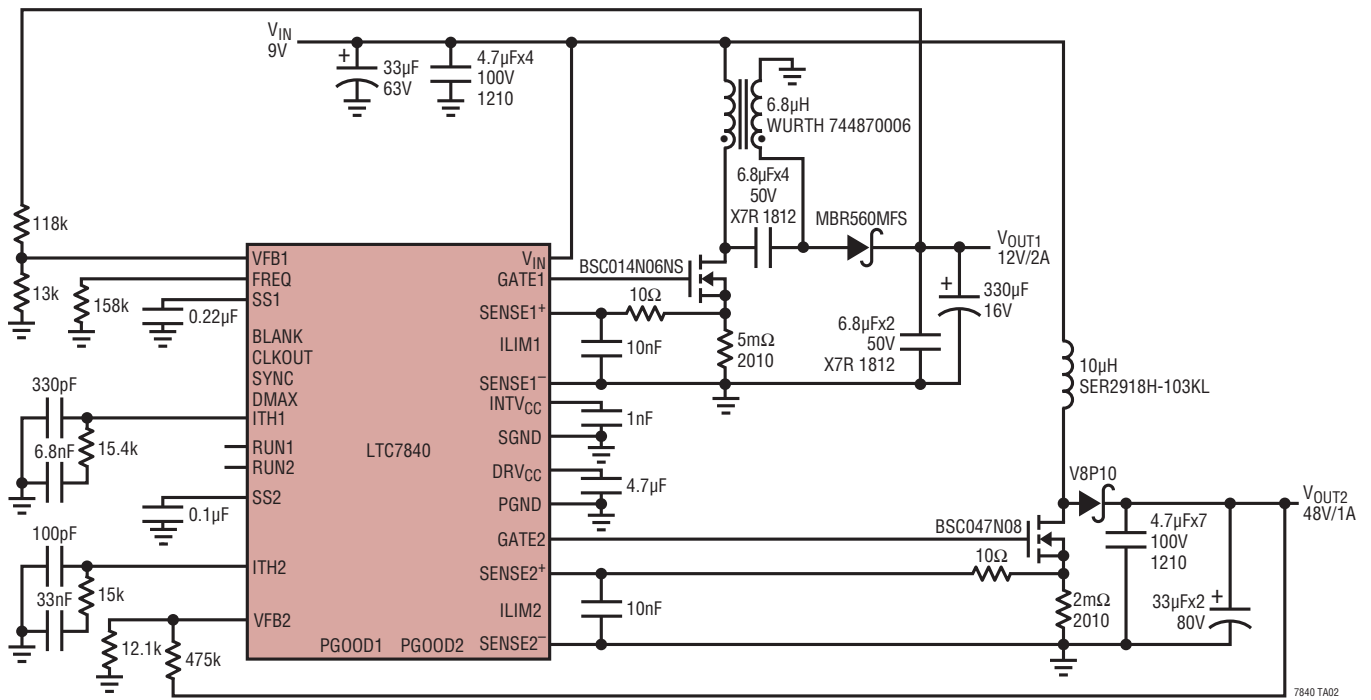 VIN
9V
33µF
63V
4.7µFx4
100V
1210
6.8µH
WURTH 744870006
6.8µFx4
50V
X7R 1812
MBR560MFS
VOUT1
12V/2A
118k
13k
158k
0.22µF
VFB1
FREQ
SS1
BLANK
CLKOUT
SYNC
DMAX
ITH1
RUN1
RUN2
SS2
ITH2
VFB2
PGOOD1
PGOOD2
LTC7840
VIN
GATE1
SENSE1+
ILIM1
SENSE1−
INTVCC
SGND
DRVCC
PGND
GATE2
SENSE2+
ILIM2
SENSE2−
BSC014N06NS
10Ω
10nF
5mΩ
2010
6.8µFx2
50V
X7R 1812
+
330µF
16V
+
10µH
SER2918H-103KL
1nF
4.7µF
330pF
6.8nF
15.4k
0.1µF
100pF
33nF
15k
12.1k
475k
V8P10
VOUT2
48V/1A
BSC047N08
10Ω
10nF
2mΩ
2010
4.7µFx7
100V
1210
33µFx2
80V
+
7840 TA02